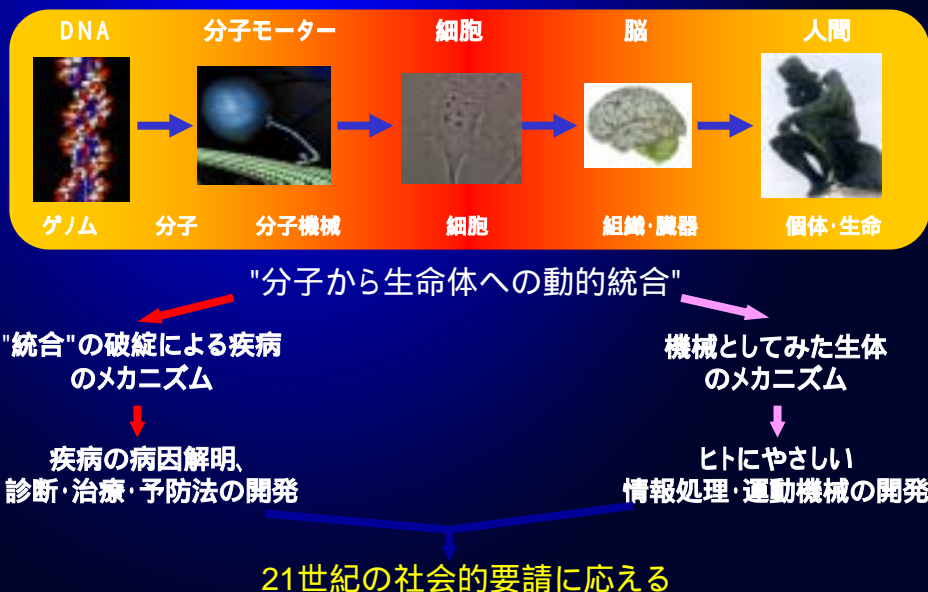 DNA 分子モーター 細胞 脳 人間
ゲノム 分子 分子機械 細胞 組織・臓器 個体・生命
"分子から生命体への動的統合"
"統合"の破綻による疾病
のメカニズム
機械としてみた生体
のメカニズム
疾病の病因解明、
診断・治療・予防法の開発
ヒトにやさしい
情報処理・運動機械の開発
21世紀の社会的要請に応える